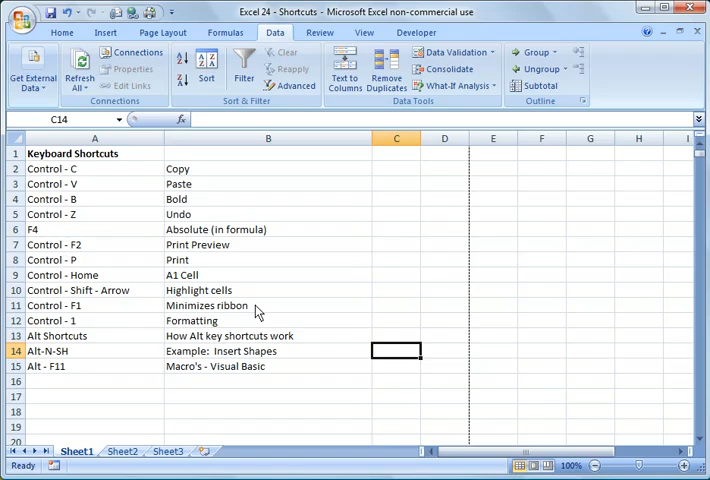 Excel 24 - Shortcuts - Microsoft Excel non-commercial use
Home Insert Page Layout Formulas Data Review View Developer
Get External Data
Refresh All
Connections
Properties
Edit Links
Connections
Sort
Filter
Clear
Reapply
Advanced
Sort & Filter
Text to Columns
Remove Duplicates
Data Validation
Consolidate
What-If Analysis
Data Tools
Group
Ungroup
Subtotal
Outline
C14 fx
A B C D E F G H I
1 Keyboard Shortcuts
2 Control - C Copy
3 Control - V Paste
4 Control - B Bold
5 Control - Z Undo
6 F4 Absolute (in formula)
7 Control - F2 Print Preview
8 Control - P Print
9 Control - Home A1 Cell
10 Control - Shift - Arrow Highlight cells
11 Control - F1 Minimizes ribbon
12 Control - 1 Formatting
13 Alt Shortcuts How Alt key shortcuts work
14 Alt-N-SH Example: Insert Shapes
15 Alt - F11 Macro's - Visual Basic
16
17
18
19
20
Sheet1 Sheet2 Sheet3
Ready 100%